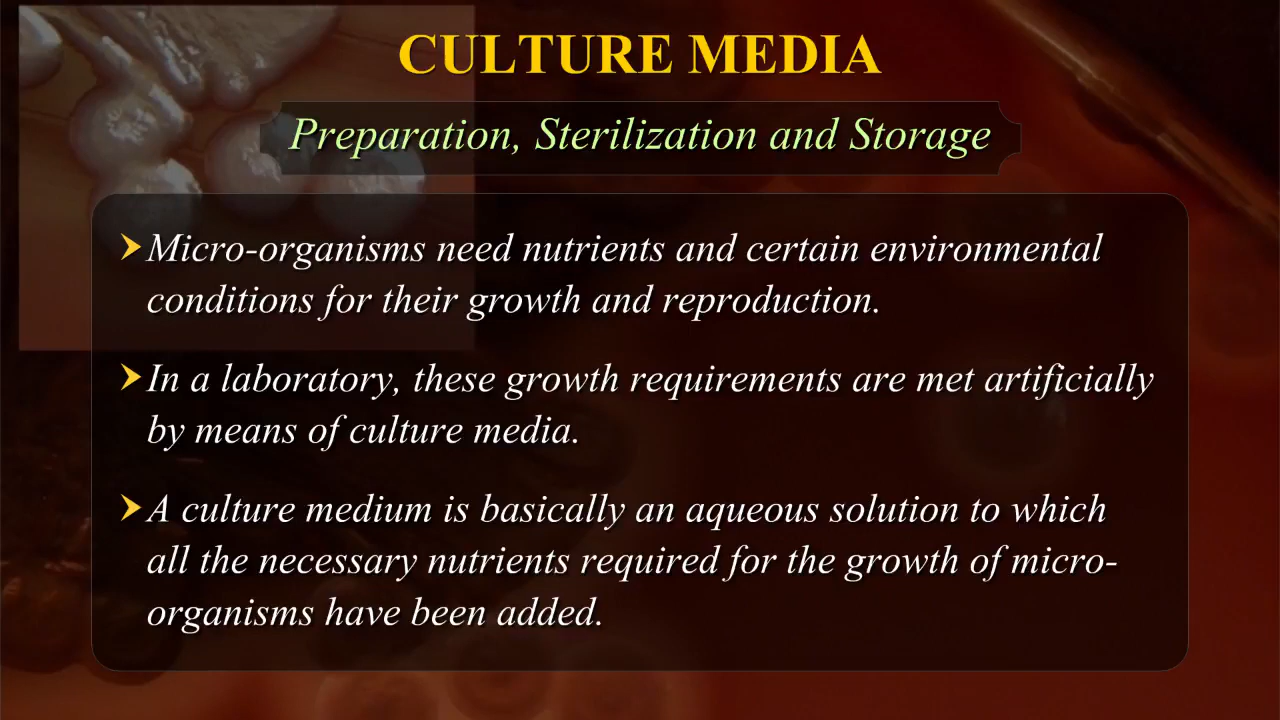 CULTURE MEDIA
Preparation, Sterilization and Storage
➤Micro-organisms need nutrients and certain environmental
conditions for their growth and reproduction.
➤In a laboratory, these growth requirements are met artificially
by means of culture media.
➤A culture medium is basically an aqueous solution to which
all the necessary nutrients required for the growth of micro-
organisms have been added.